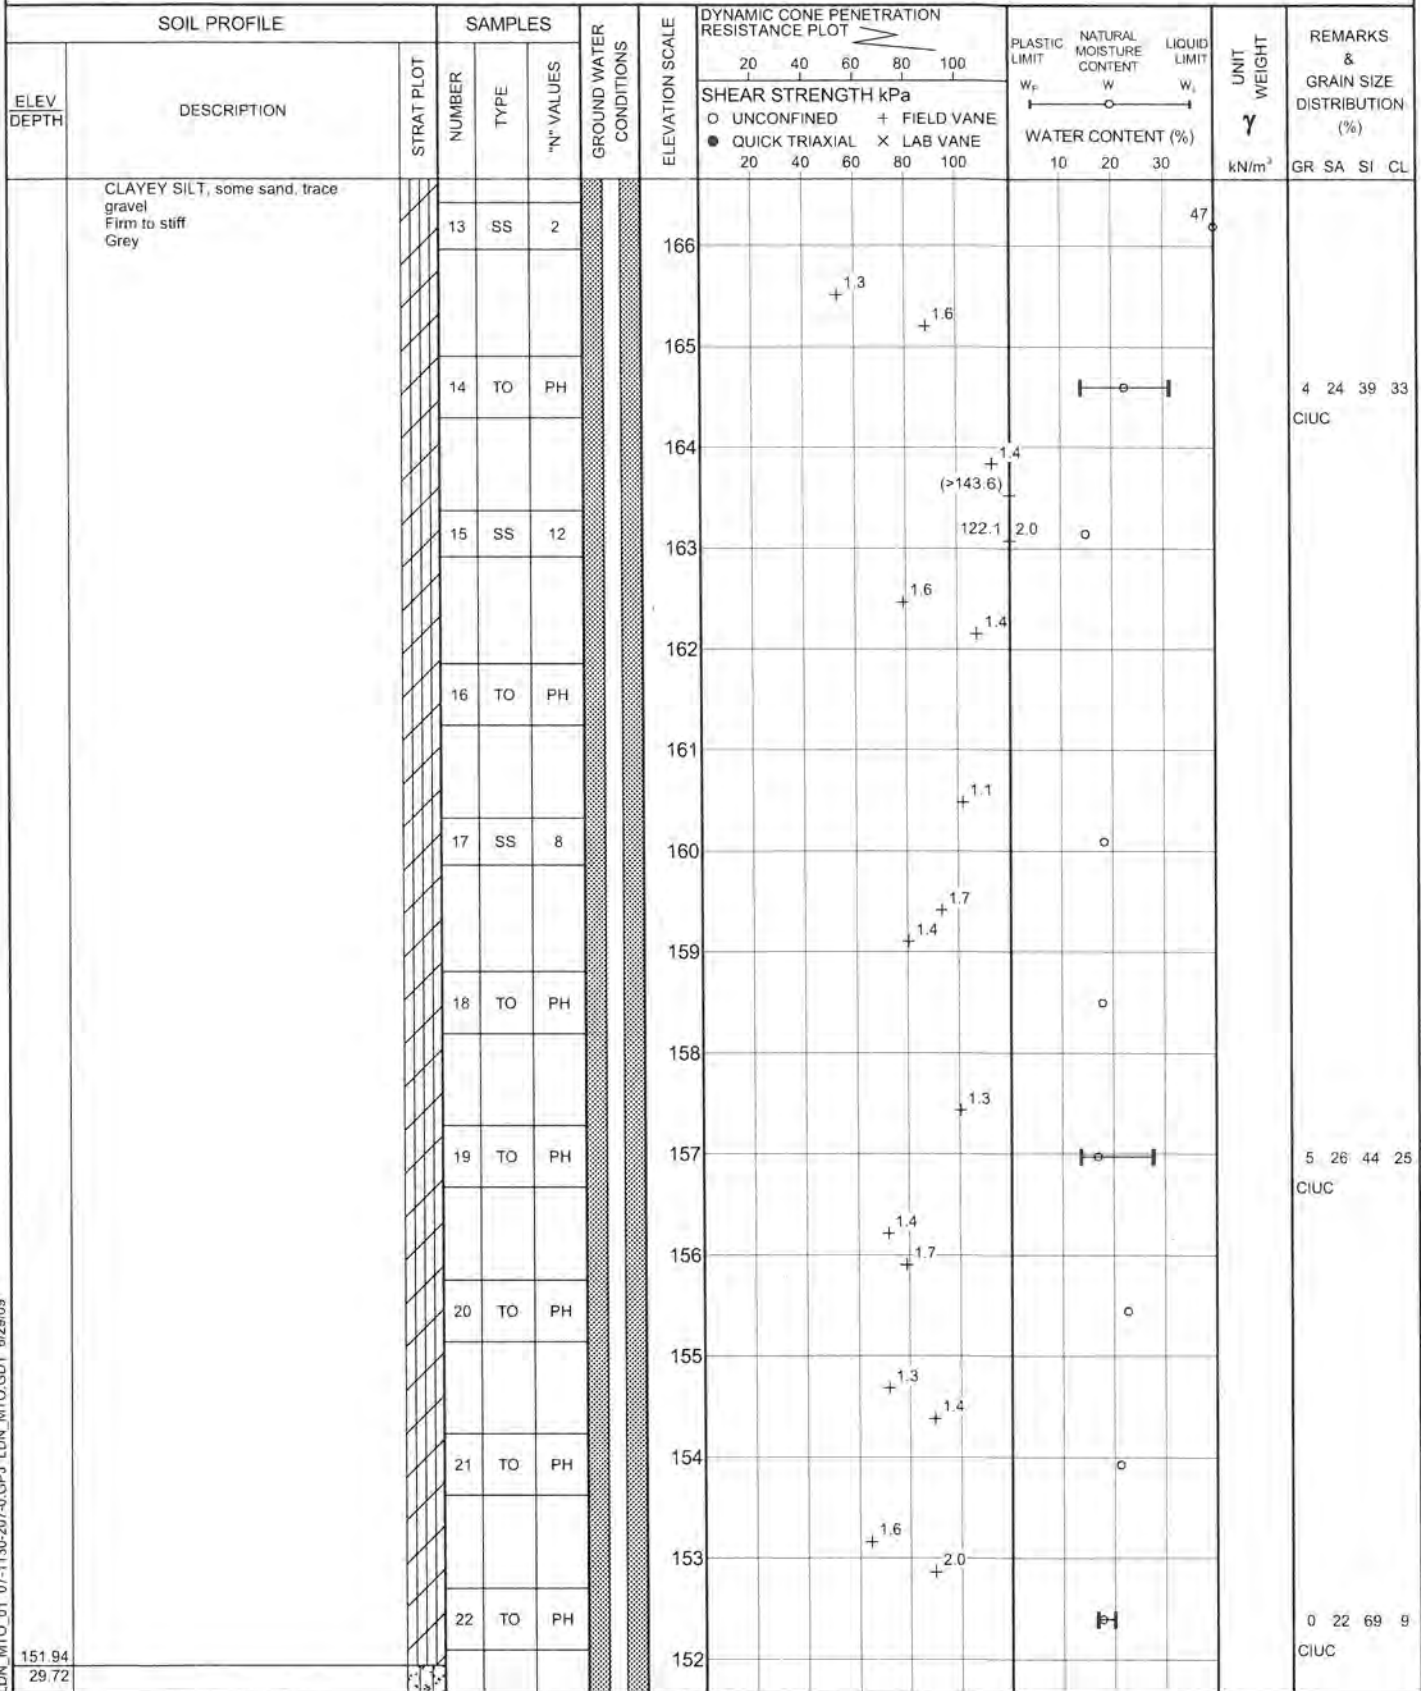 SOIL PROFILE
SAMPLES
GROUND WATER
CONDITIONS
ELEVATION SCALE
DYNAMIC CONE PENETRATION
RESISTANCE PLOT
20 40 60 80 100
SHEAR STRENGTH kPa
O UNCONFINED + FIELD VANE
● QUICK TRIAXIAL × LAB VANE
20 40 60 80 100
PLASTIC
LIMIT
NATURAL
MOISTURE
CONTENT
LIQUID
LIMIT
WP W WL
WATER CONTENT (%)
10 20 30
UNIT
WEIGHT
γ
kN/m³
REMARKS
&
GRAIN SIZE
DISTRIBUTION
(%)
GR SA SI CL
ELEV
DEPTH
DESCRIPTION
STRAT PLOT
NUMBER
TYPE
"N" VALUES
CLAYEY SILT, some sand, trace
gravel
Firm to stiff
Grey
13 SS 2
47
166
1.3
1.6
165
14 TO PH
4 24 39 33
CIUC
164
1.4
(>143.6)
15 SS 12
122.1 2.0
163
1.6
1.4
162
16 TO PH
161
1.1
17 SS 8
160
1.7
1.4
159
18 TO PH
158
1.3
19 TO PH
157
5 26 44 25
CIUC
1.4
156
1.7
20 TO PH
155
1.3
1.4
154
21 TO PH
1.6
153
2.0
22 TO PH
0 22 69 9
CIUC
152
151.94
29.72